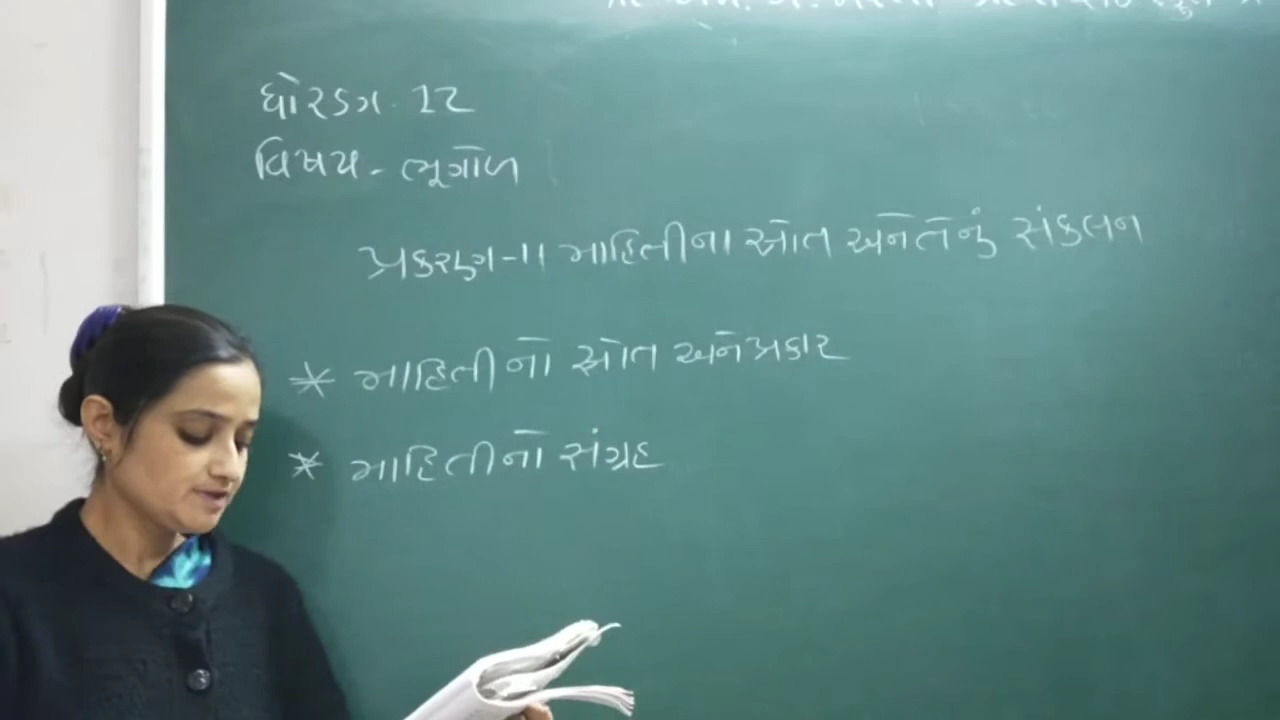 ધોરણ - 12
વિષય - ભૂગોળ
પ્રકરણ-11 માહિતીના સ્રોત અને તેનું સંકલન
* માહિતીનો સ્રોત અને પ્રકાર
* માહિતીનો સંગ્રહ